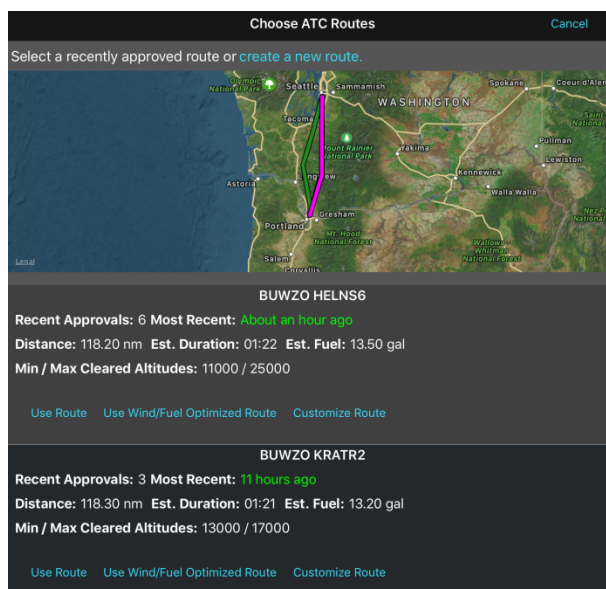 Choose ATC Routes
Cancel
Select a recently approved route or create a new route.
Olympic
National Park
Seattle
Sammamish
Spokane
WASHINGTON
Tacoma
Mount Rainier
National Park
Yakima
Pullman
Lewiston
Kennewick
Walla Walla
Astoria
Gresham
Portland
Mt. Hood
National Forest
Wallowa-
Whitman
National Forest
Salem
Corvallis
Legal
BUWZO HELNS6
Recent Approvals: 6 Most Recent: About an hour ago
Distance: 118.20 nm Est. Duration: 01:22 Est. Fuel: 13.50 gal
Min / Max Cleared Altitudes: 11000 / 25000
Use Route Use Wind/Fuel Optimized Route Customize Route
BUWZO KRATR2
Recent Approvals: 3 Most Recent: 11 hours ago
Distance: 118.30 nm Est. Duration: 01:21 Est. Fuel: 13.20 gal
Min / Max Cleared Altitudes: 13000 / 17000
Use Route Use Wind/Fuel Optimized Route Customize Route